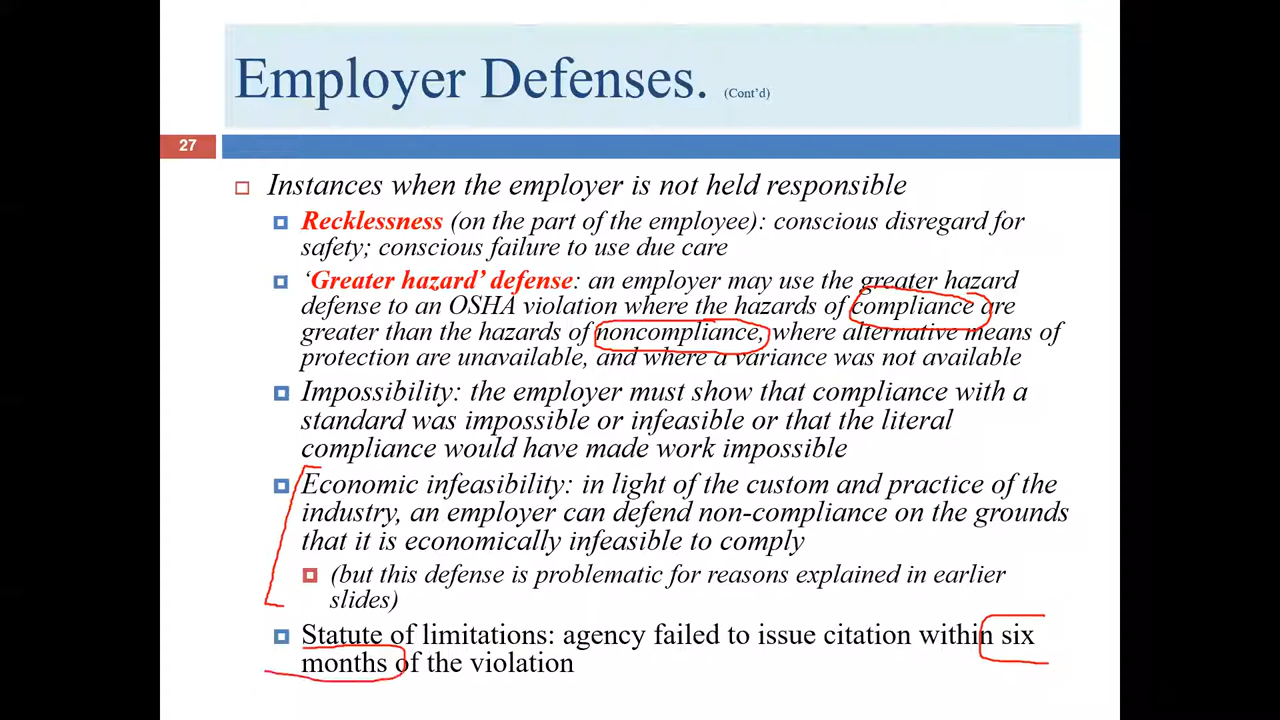 Employer Defenses. (Cont'd)
27
Instances when the employer is not held responsible
Recklessness (on the part of the employee): conscious disregard for
safety; conscious failure to use due care
‘Greater hazard’ defense: an employer may use the greater hazard
defense to an OSHA violation where the hazards of compliance are
greater than the hazards of noncompliance, where alternative means of
protection are unavailable, and where a variance was not available
Impossibility: the employer must show that compliance with a
standard was impossible or infeasible or that the literal
compliance would have made work impossible
Economic infeasibility: in light of the custom and practice of the
industry, an employer can defend non-compliance on the grounds
that it is economically infeasible to comply
(but this defense is problematic for reasons explained in earlier
slides)
Statute of limitations: agency failed to issue citation within six
months of the violation